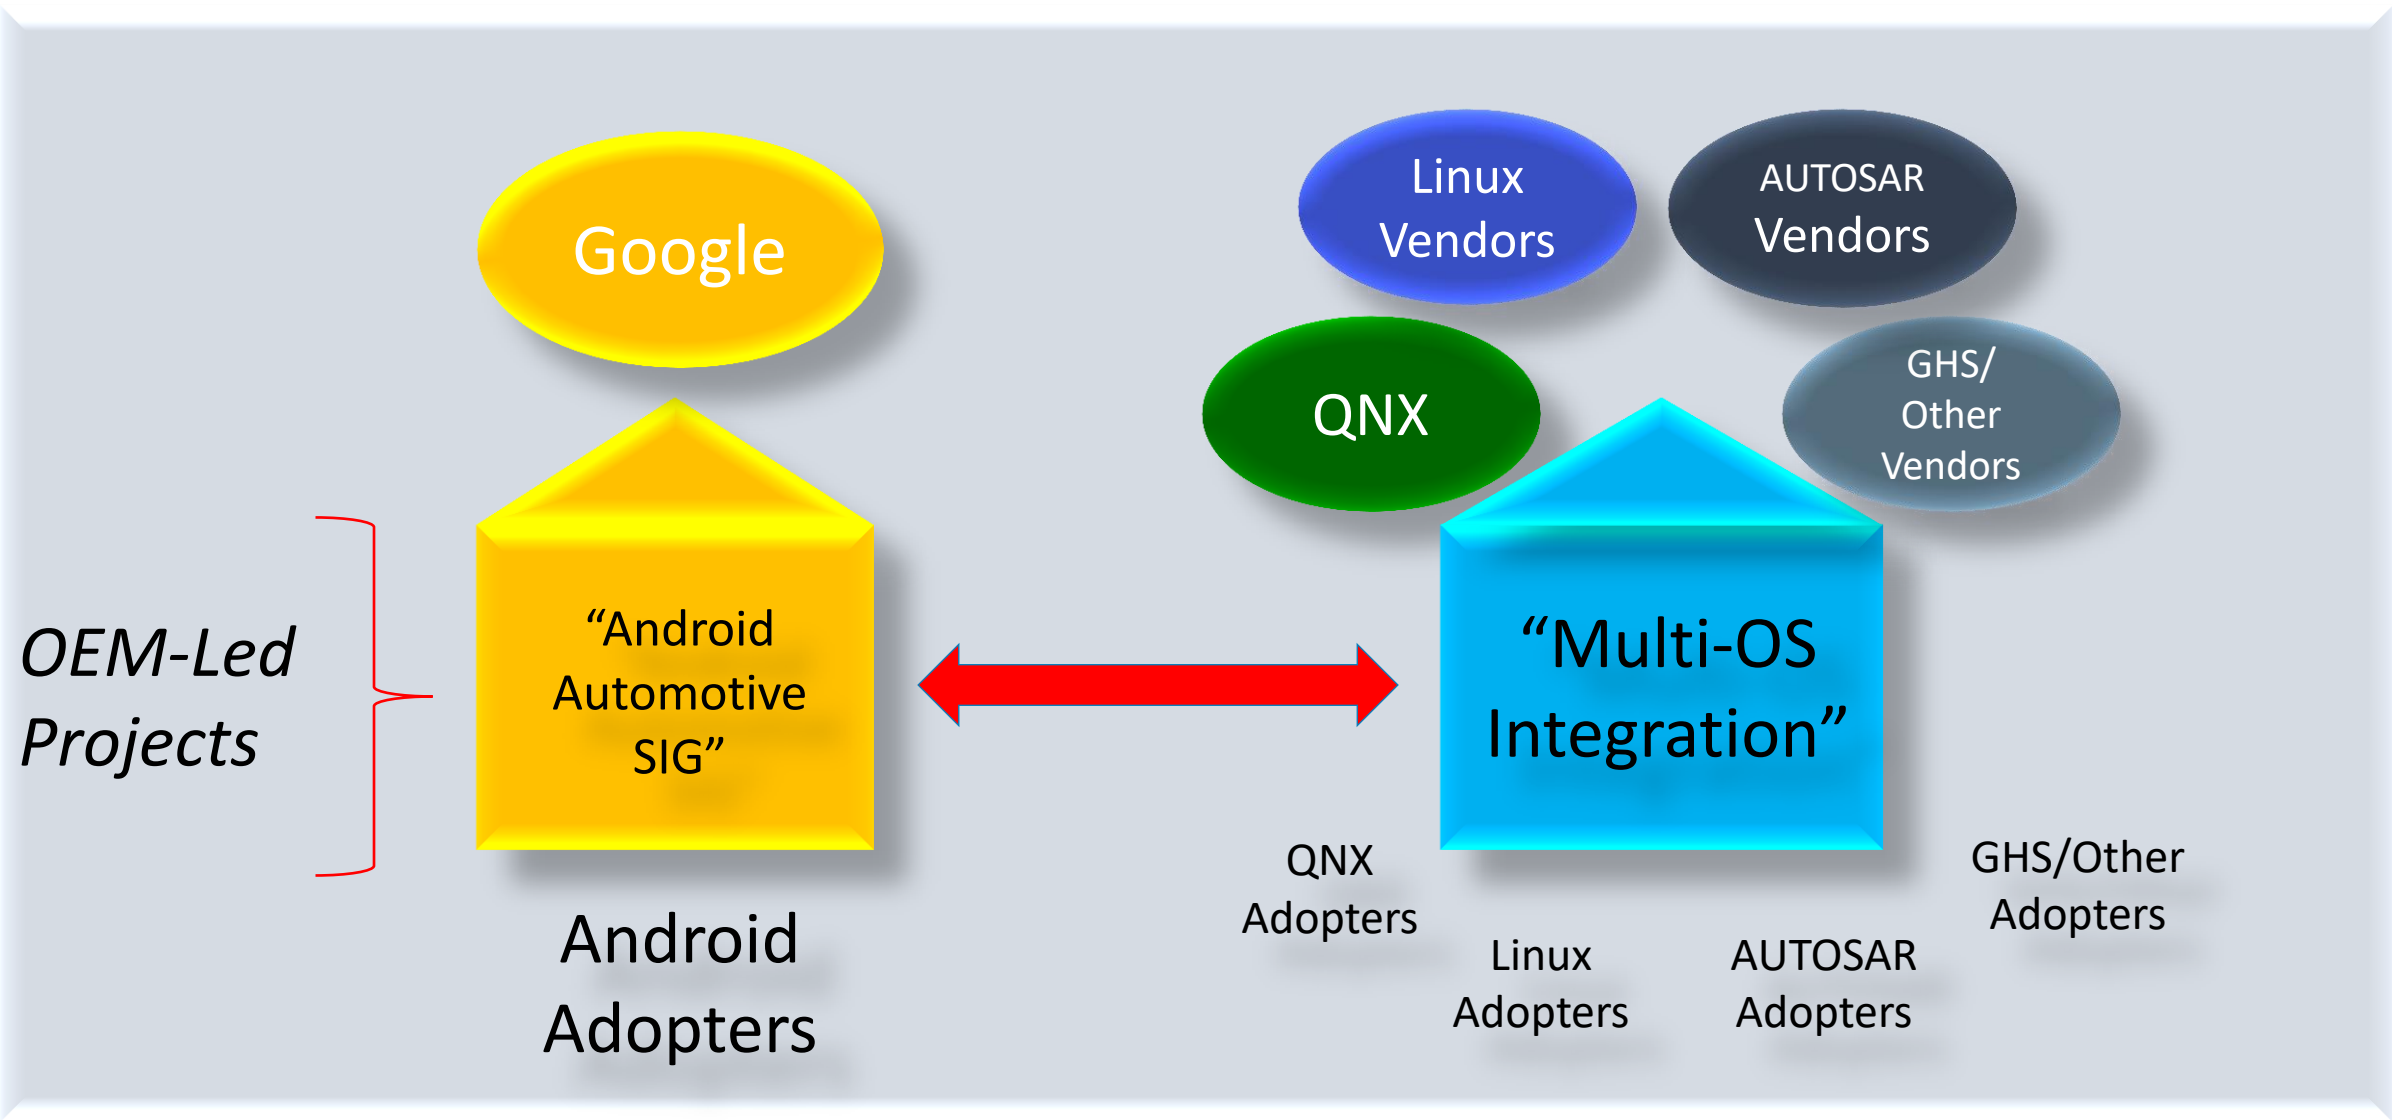 Google
Linux
Vendors
AUTOSAR
Vendors
QNX
GHS/
Other
Vendors
OEM-Led
Projects
“Android
Automotive
SIG”
“Multi-OS
Integration”
Android
Adopters
QNX
Adopters
Linux
Adopters
AUTOSAR
Adopters
GHS/Other
Adopters